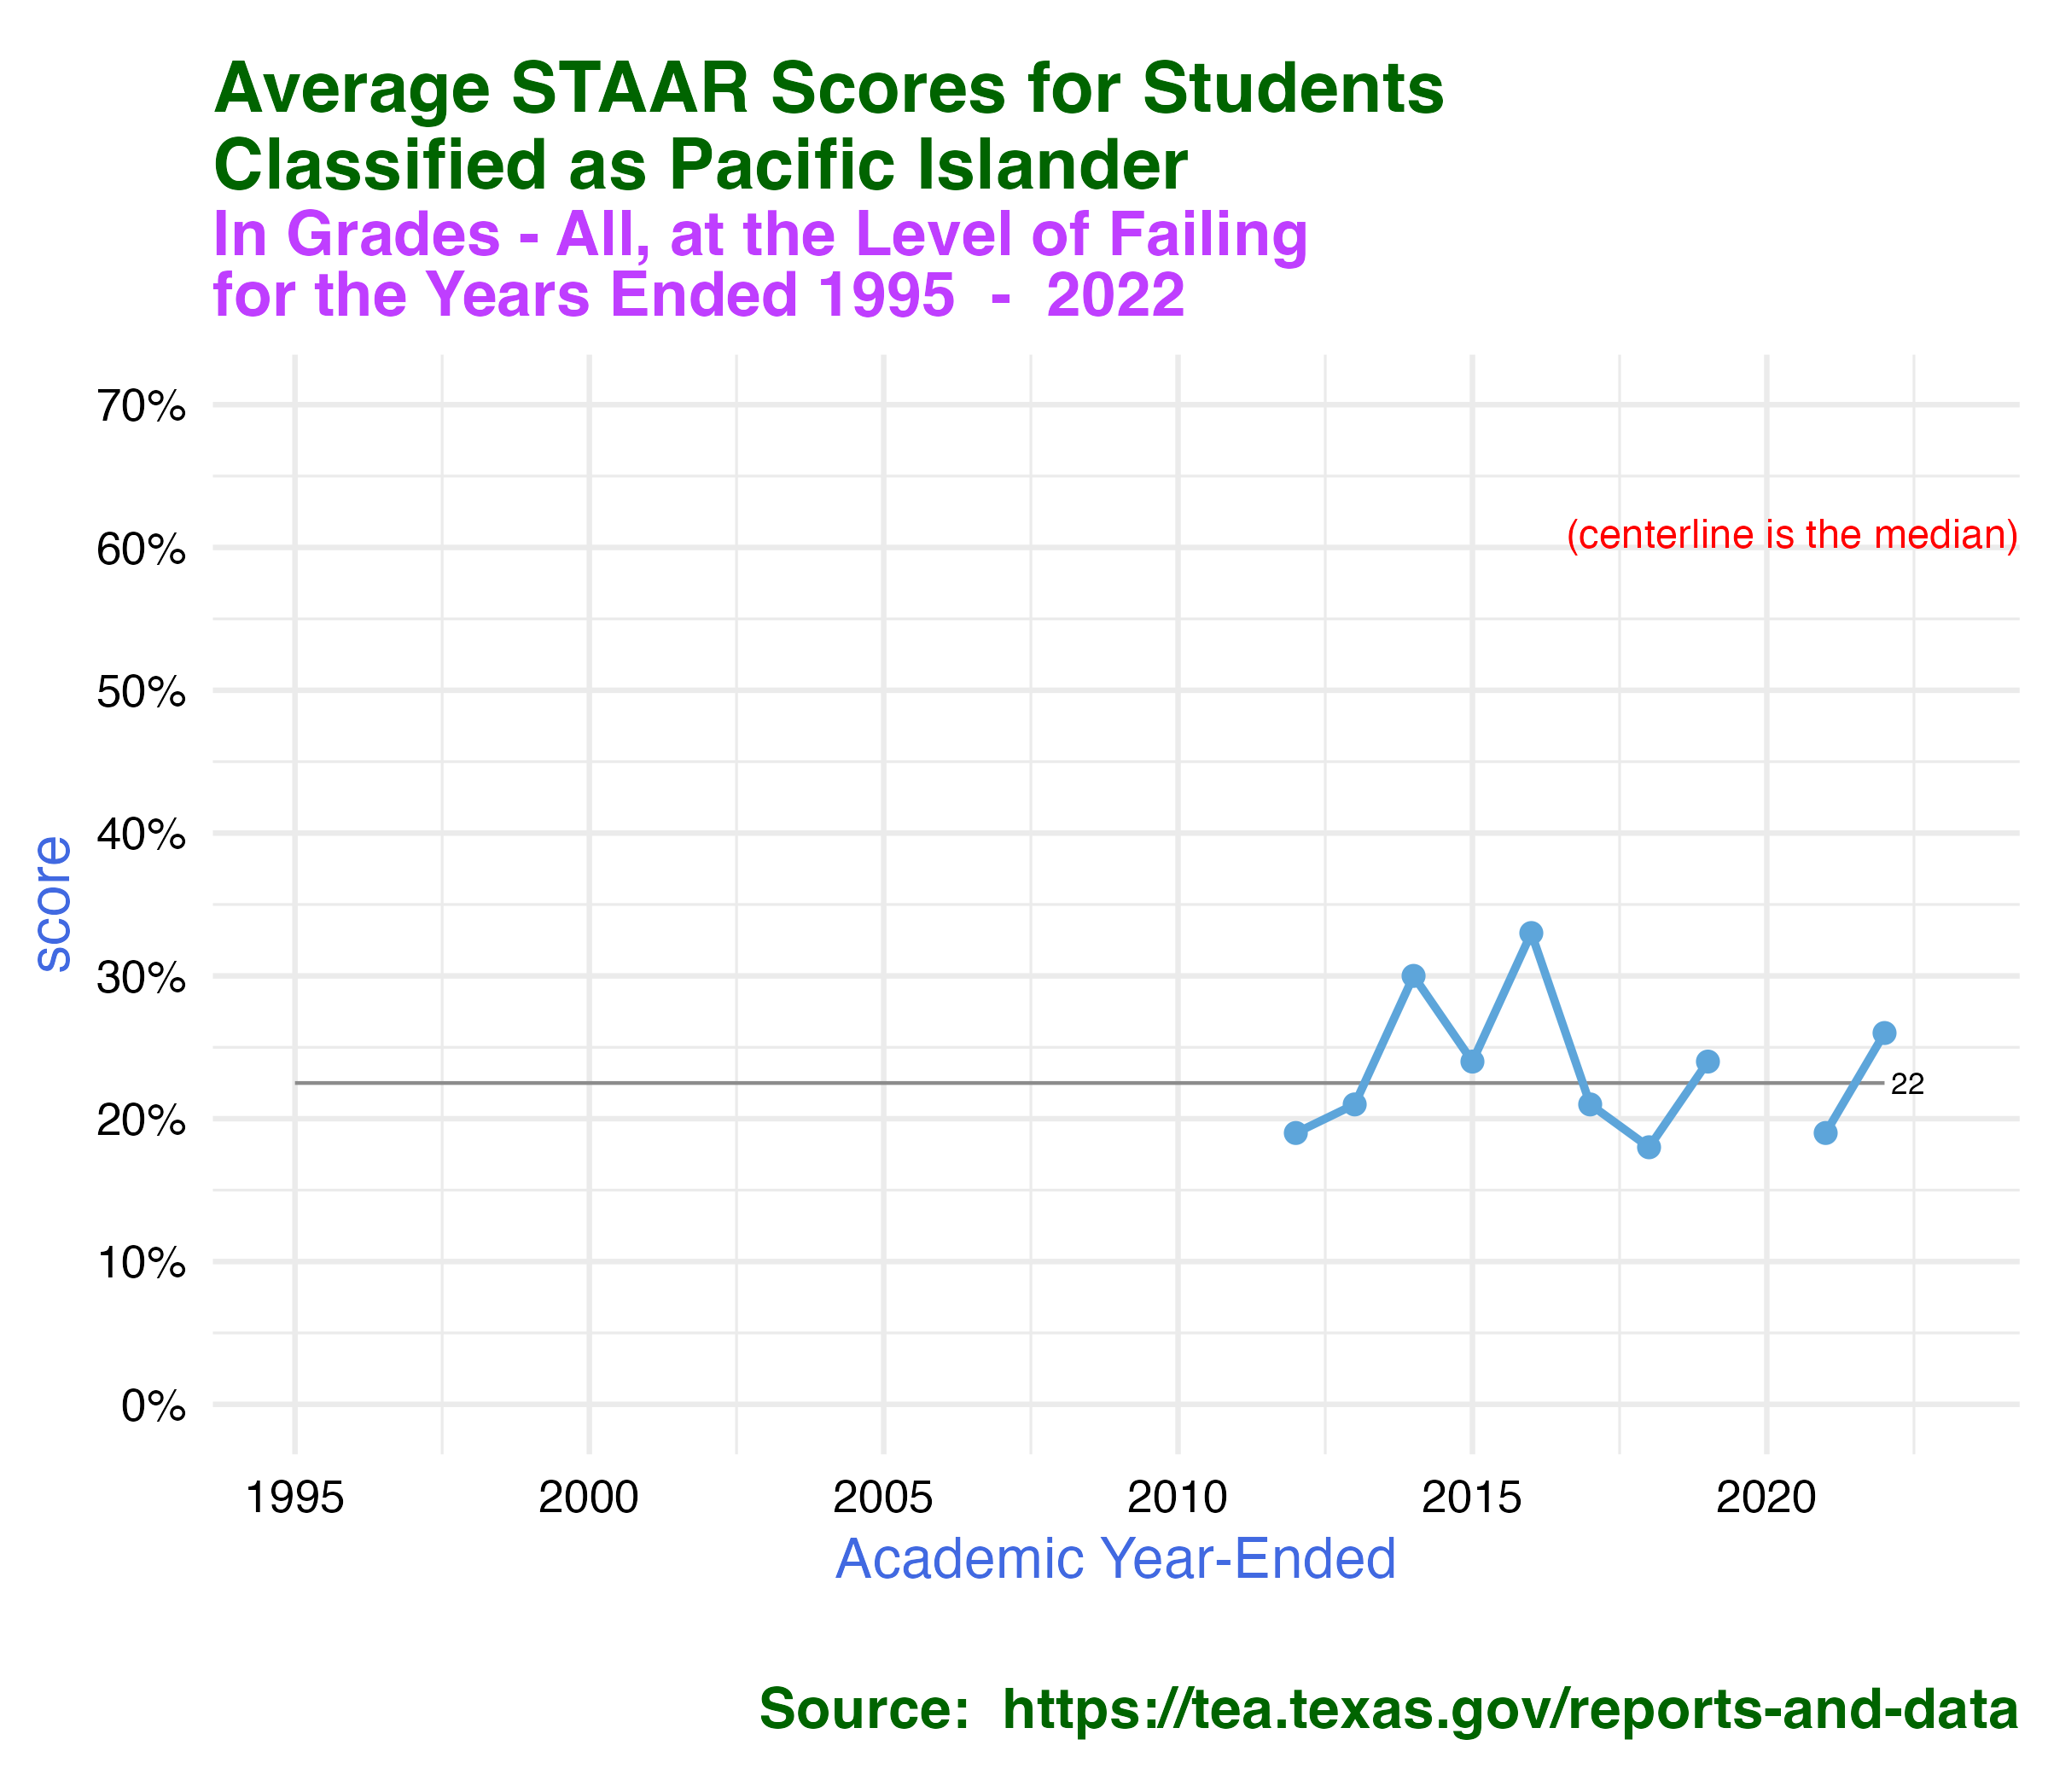 Average STAAR Scores for Students
Classified as Pacific Islander
In Grades - All, at the Level of Failing
for the Years Ended 1995  -  2022
70%
(centerline is the median)
60%
50%
40%
score
30%
22
20%
10%
0%
1995 2000 2005 2010 2015 2020
Academic Year-Ended
Source:  https://tea.texas.gov/reports-and-data